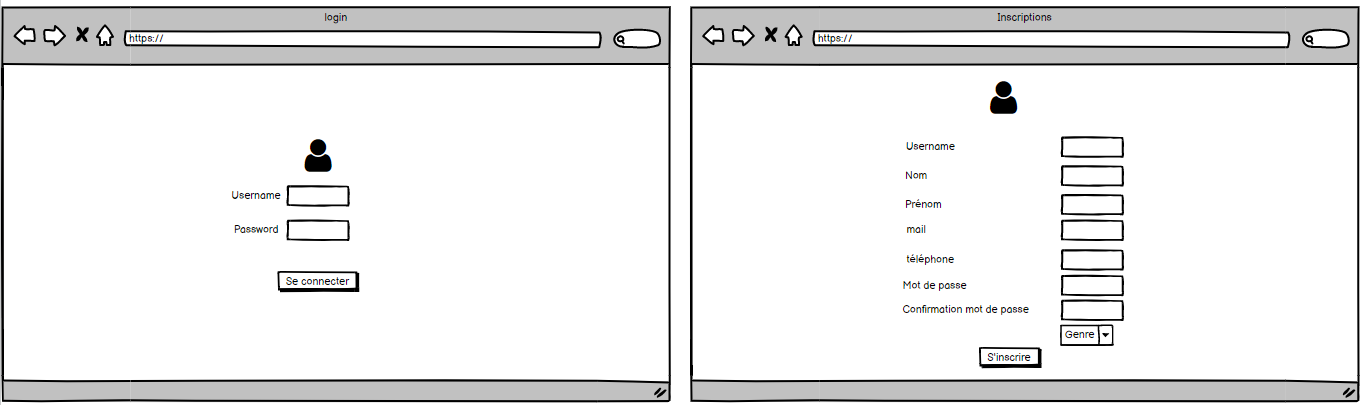 login
https://
Username
Password
Se connecter
Inscriptions
https://
Username
Nom
Prénom
mail
téléphone
Mot de passe
Confirmation mot de passe
Genre
S'inscrire